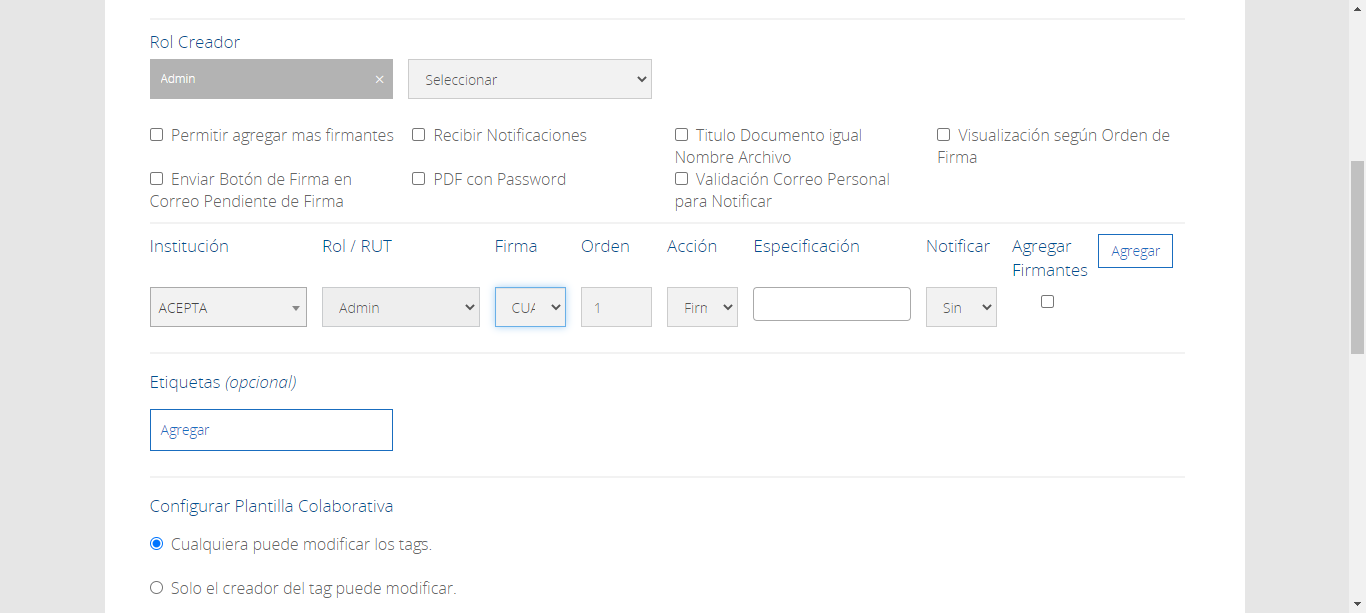 Rol Creador
Admin × Seleccionar
Permitir agregar mas firmantes Recibir Notificaciones Titulo Documento igual Visualización según Orden de
Nombre Archivo Firma
Enviar Botón de Firma en PDF con Password Validación Correo Personal
Correo Pendiente de Firma para Notificar
Institución Rol / RUT Firma Orden Acción Especificación Notificar Agregar Agregar
Firmantes
ACEPTA Admin 1 Sin
Etiquetas (opcional)
Agregar
Configurar Plantilla Colaborativa
Cualquiera puede modificar los tags.
Solo el creador del tag puede modificar.